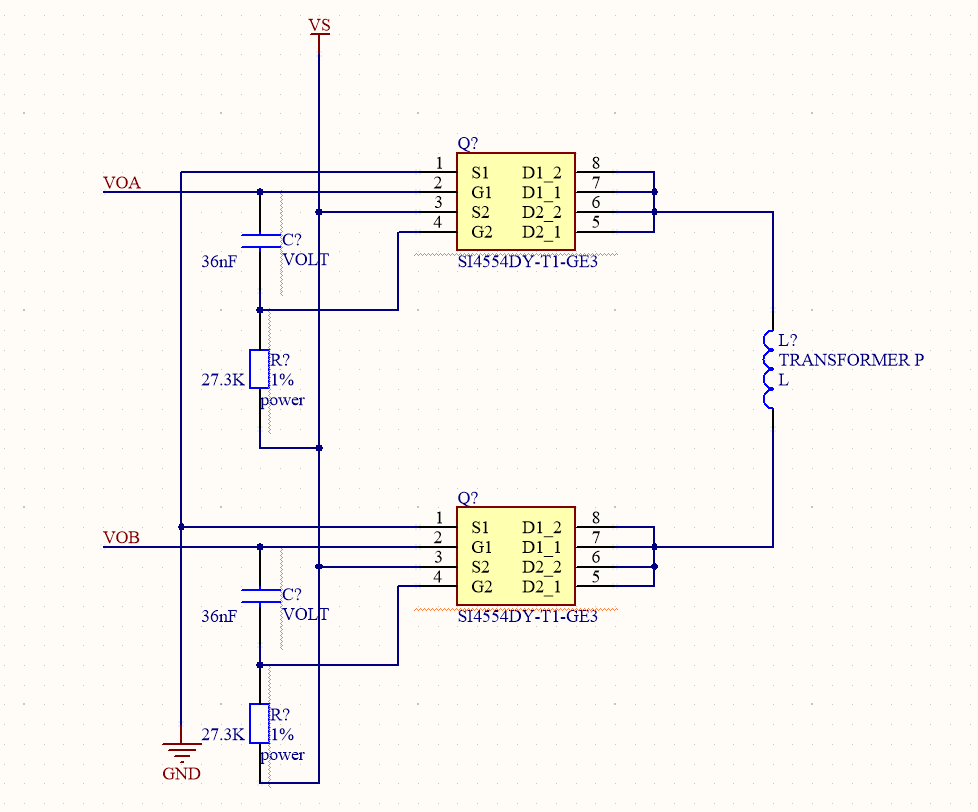 VS
Q?
1 S1 D1_2 8
VOA 2 G1 D1_1 7
3 S2 D2_2 6
4 G2 D2_1 5
C?
36nF VOLT SI4554DY-T1-GE3
L?
R? TRANSFORMER P
27.3K 1% L
power
Q?
1 S1 D1_2 8
VOB 2 G1 D1_1 7
3 S2 D2_2 6
4 G2 D2_1 5
C?
36nF VOLT SI4554DY-T1-GE3
R?
27.3K 1%
power
GND